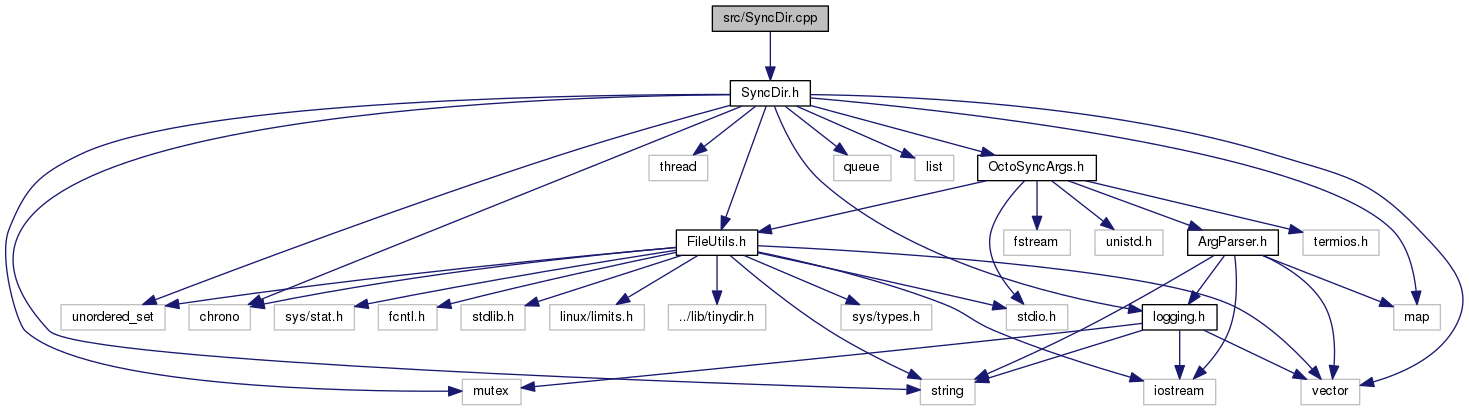 src/SyncDir.cpp
SyncDir.h
thread
queue
list
OctoSyncArgs.h
FileUtils.h
fstream
unistd.h
ArgParser.h
termios.h
unordered_set
chrono
sys/stat.h
fcntl.h
stdlib.h
linux/limits.h
../lib/tinydir.h
sys/types.h
stdio.h
logging.h
map
mutex
string
iostream
vector